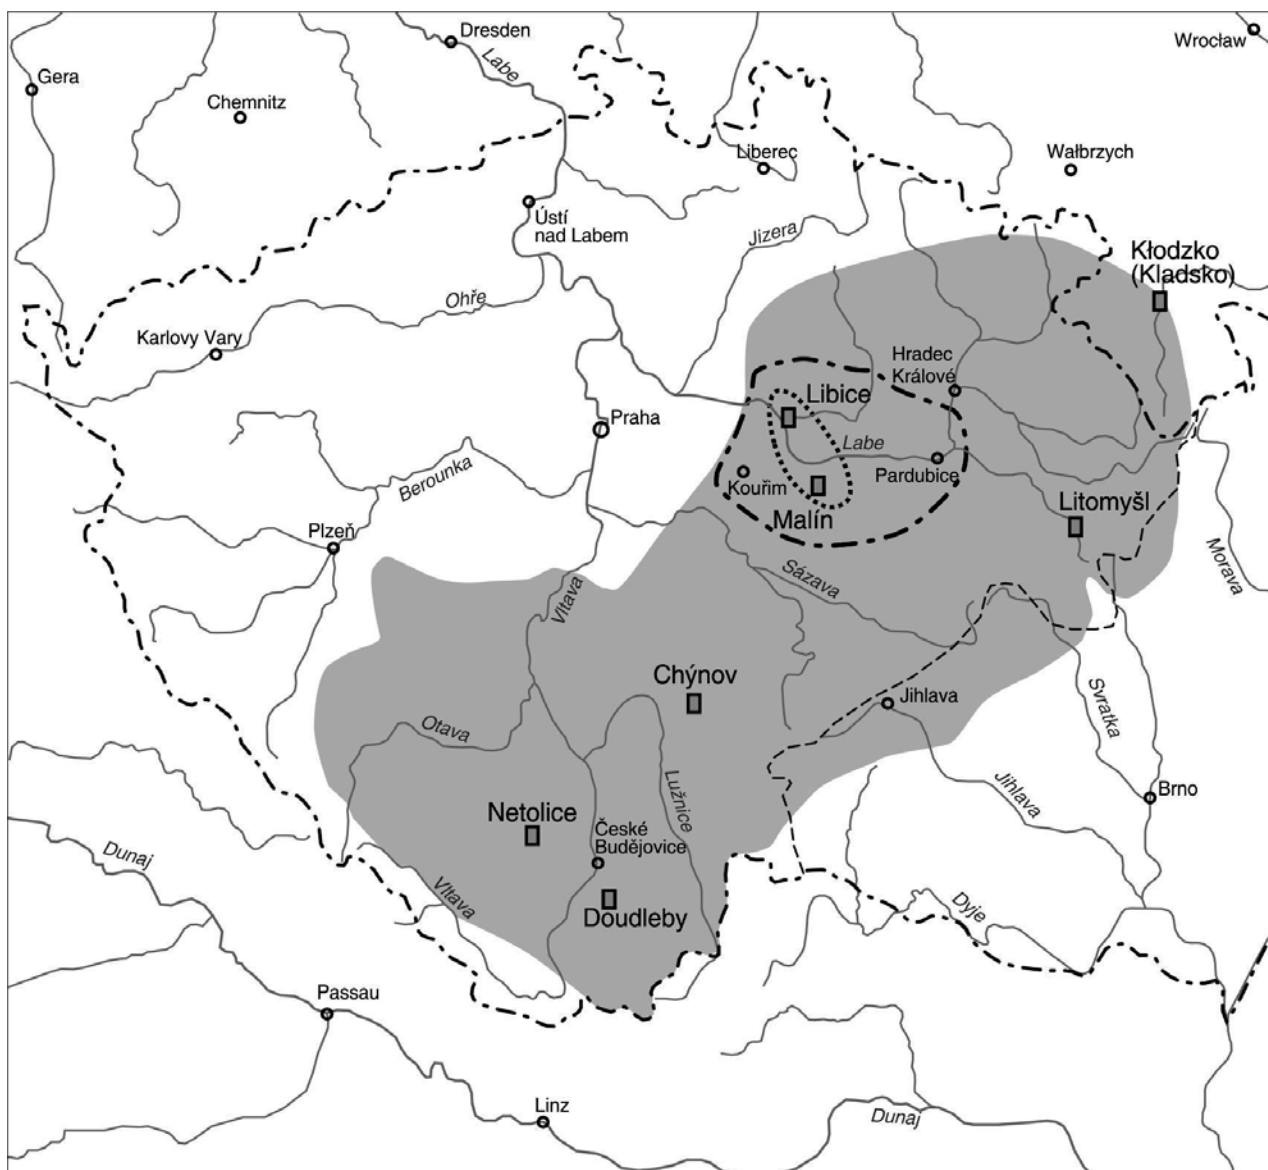 Dresden
Labe
Wrocław
Gera
Chemnitz
Liberec
Wałbrzych
Ústí
nad Labem
Jizera
Kłodzko
(Kladsko)
Ohře
Karlovy Vary
Hradec
Králové
Libice
Praha
Labe
Berounka
Kouřim
Pardubice
Litomyšl
Malín
Plzeň
Morava
Sázava
Vltava
Chýnov
Jihlava
Svratka
Otava
Lužnice
Jihlava
Brno
Netolice
České
Budějovice
Dunaj
Vltava
Doudleby
Dyje
Passau
Linz
Dunaj